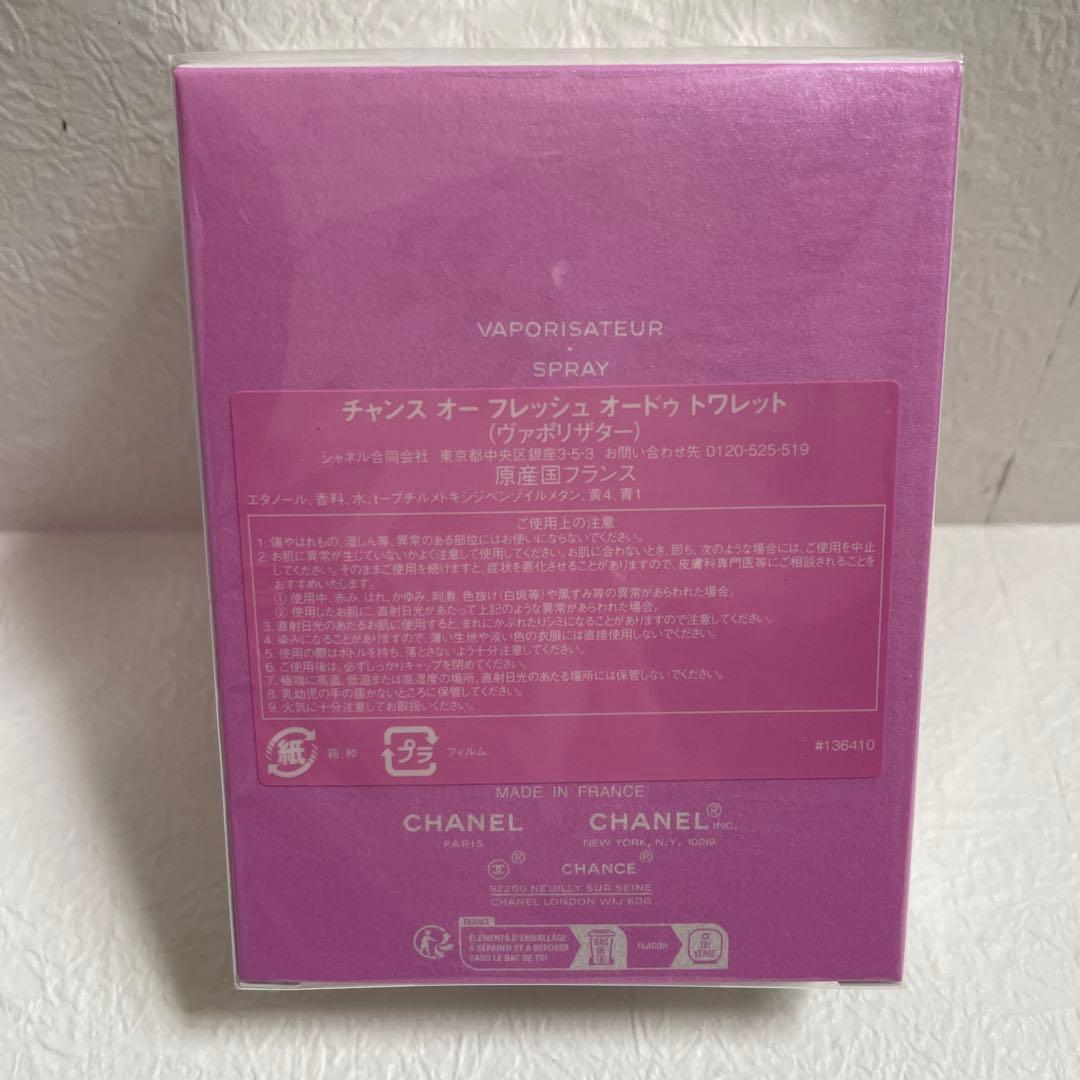 VAPORISATEUR
SPRAY
チャンス オー フレッシュ オードゥ トワレット
(ヴァポリザター)
シャネル合同会社 東京都中央区銀座3-5-3 お問い合わせ先 0120-525-519
原産国フランス
エタノール、香料、水、t-ブチルメトキシジベンゾイルメタン、黄4、青1
ご使用上の注意
1. 傷やはれもの、湿しん等、異常のある部位にはお使いにならないでください。
2. お肌に異常が生じていないかよく注意して使用してください。お肌に合わないとき、即ち、次のような場合には、ご使用を中止
してください。そのままご使用を続けますと、症状を悪化させることがありますので、皮膚科専門医等にご相談されることを
おすすめいたします。
① 使用中、赤み、はれ、かゆみ、刺激、色抜け(白斑等)や黒ずみ等の異常があらわれた場合。
② 使用したお肌に、直射日光があたって上記のような異常があらわれた場合。
3. 直射日光のあたるお肌に使用すると、まれにかぶれたりシミになることがありますので注意してください。
4. 染みになることがありますので、薄い生地や淡い色の衣服には直接使用しないでください。
5. 使用の際はボトルを持ち、落とさないよう十分注意してください。
6. ご使用後は、必ずしっかりキャップを閉めてください。
7. 極端に高温、低温または高湿度の場所、直射日光のあたる場所には保管しないでください。
8. 乳幼児の手の届かないところに保管してください。
9. 火気に十分注意してお取扱いください。
紙 箱、枠 プラ フィルム #136410
MADE IN FRANCE
CHANEL CHANEL® INC.
PARIS NEW YORK, N.Y. 10019
® CHANCE®
92200 NEUILLY SUR SEINE
CHANEL LONDON W1J 6DG
FRANCE
ÉLÉMENTS D'EMBALLAGE
À SÉPARER ET À DÉPOSER
DANS LE BAC DE TRI
BAC
DE
TRI
FLACON
TRI
VERRE